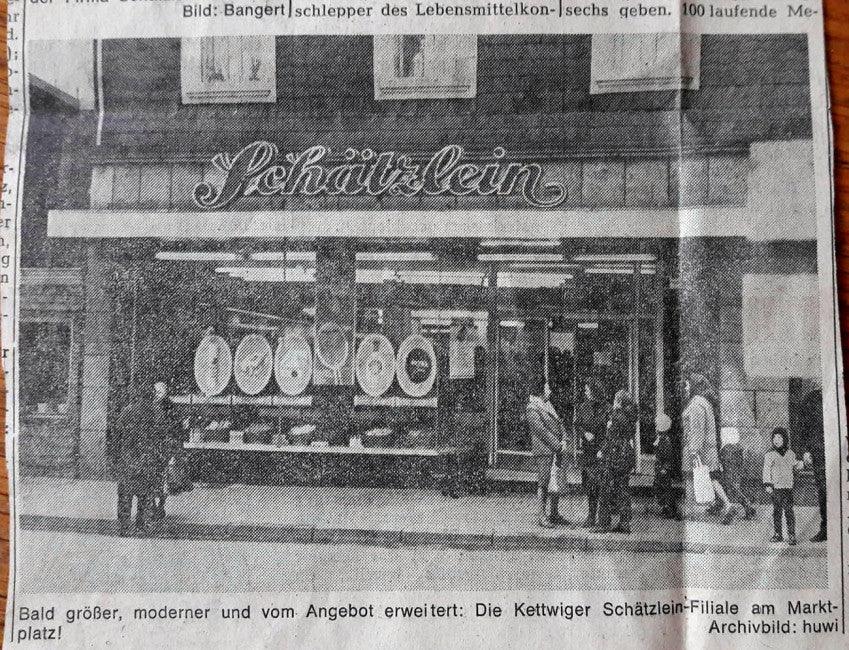 Bild: Bangert
schlepper des Lebensmittelkon-
sechs geben. 100 laufende Me-
Schätzlein
Bald größer, moderner und vom Angebot erweitert: Die Kettwiger Schätzlein-Filiale am Markt-
platz!
Archivbild: huwi